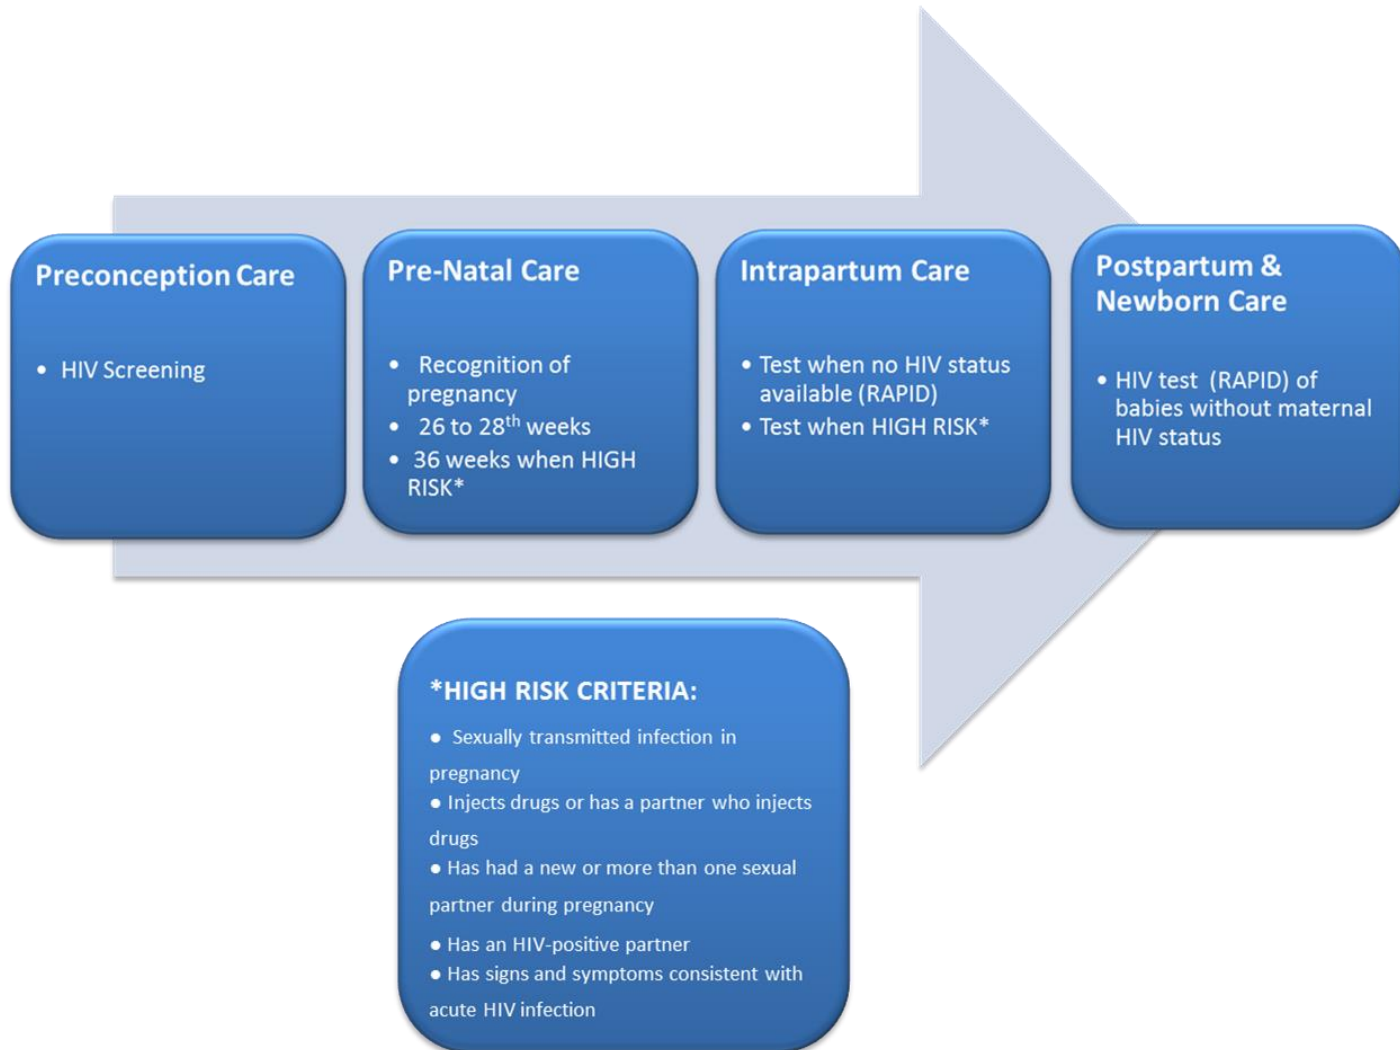 Preconception Care
• HIV Screening
Pre-Natal Care
• Recognition of
pregnancy
• 26 to 28th weeks
• 36 weeks when HIGH
RISK*
Intrapartum Care
• Test when no HIV status
available (RAPID)
• Test when HIGH RISK*
Postpartum &
Newborn Care
• HIV test (RAPID) of
babies without maternal
HIV status
*HIGH RISK CRITERIA:
● Sexually transmitted infection in
pregnancy
● Injects drugs or has a partner who injects
drugs
● Has had a new or more than one sexual
partner during pregnancy
● Has an HIV-positive partner
● Has signs and symptoms consistent with
acute HIV infection